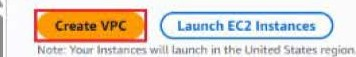 Create VPC Launch EC2 Instances
Note: Your Instances will launch in the United States region.